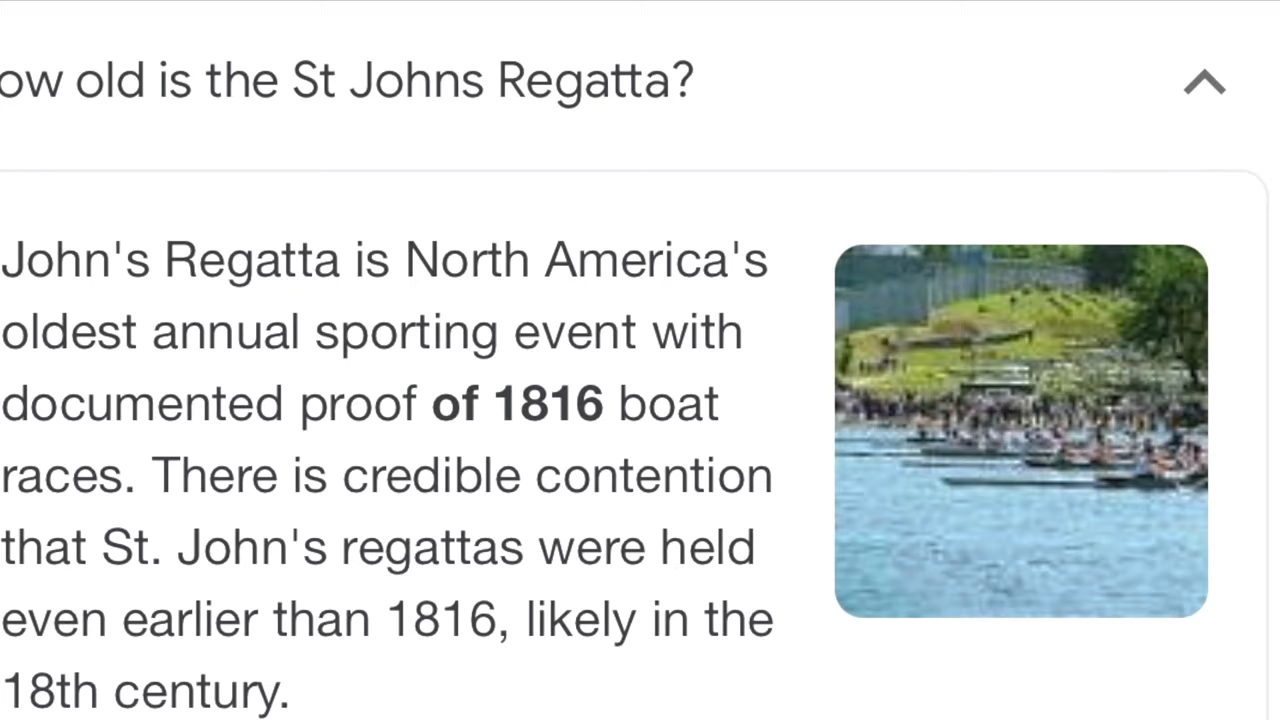 ow old is the St Johns Regatta?
John's Regatta is North America's
oldest annual sporting event with
documented proof of 1816 boat
races. There is credible contention
that St. John's regattas were held
even earlier than 1816, likely in the
18th century.